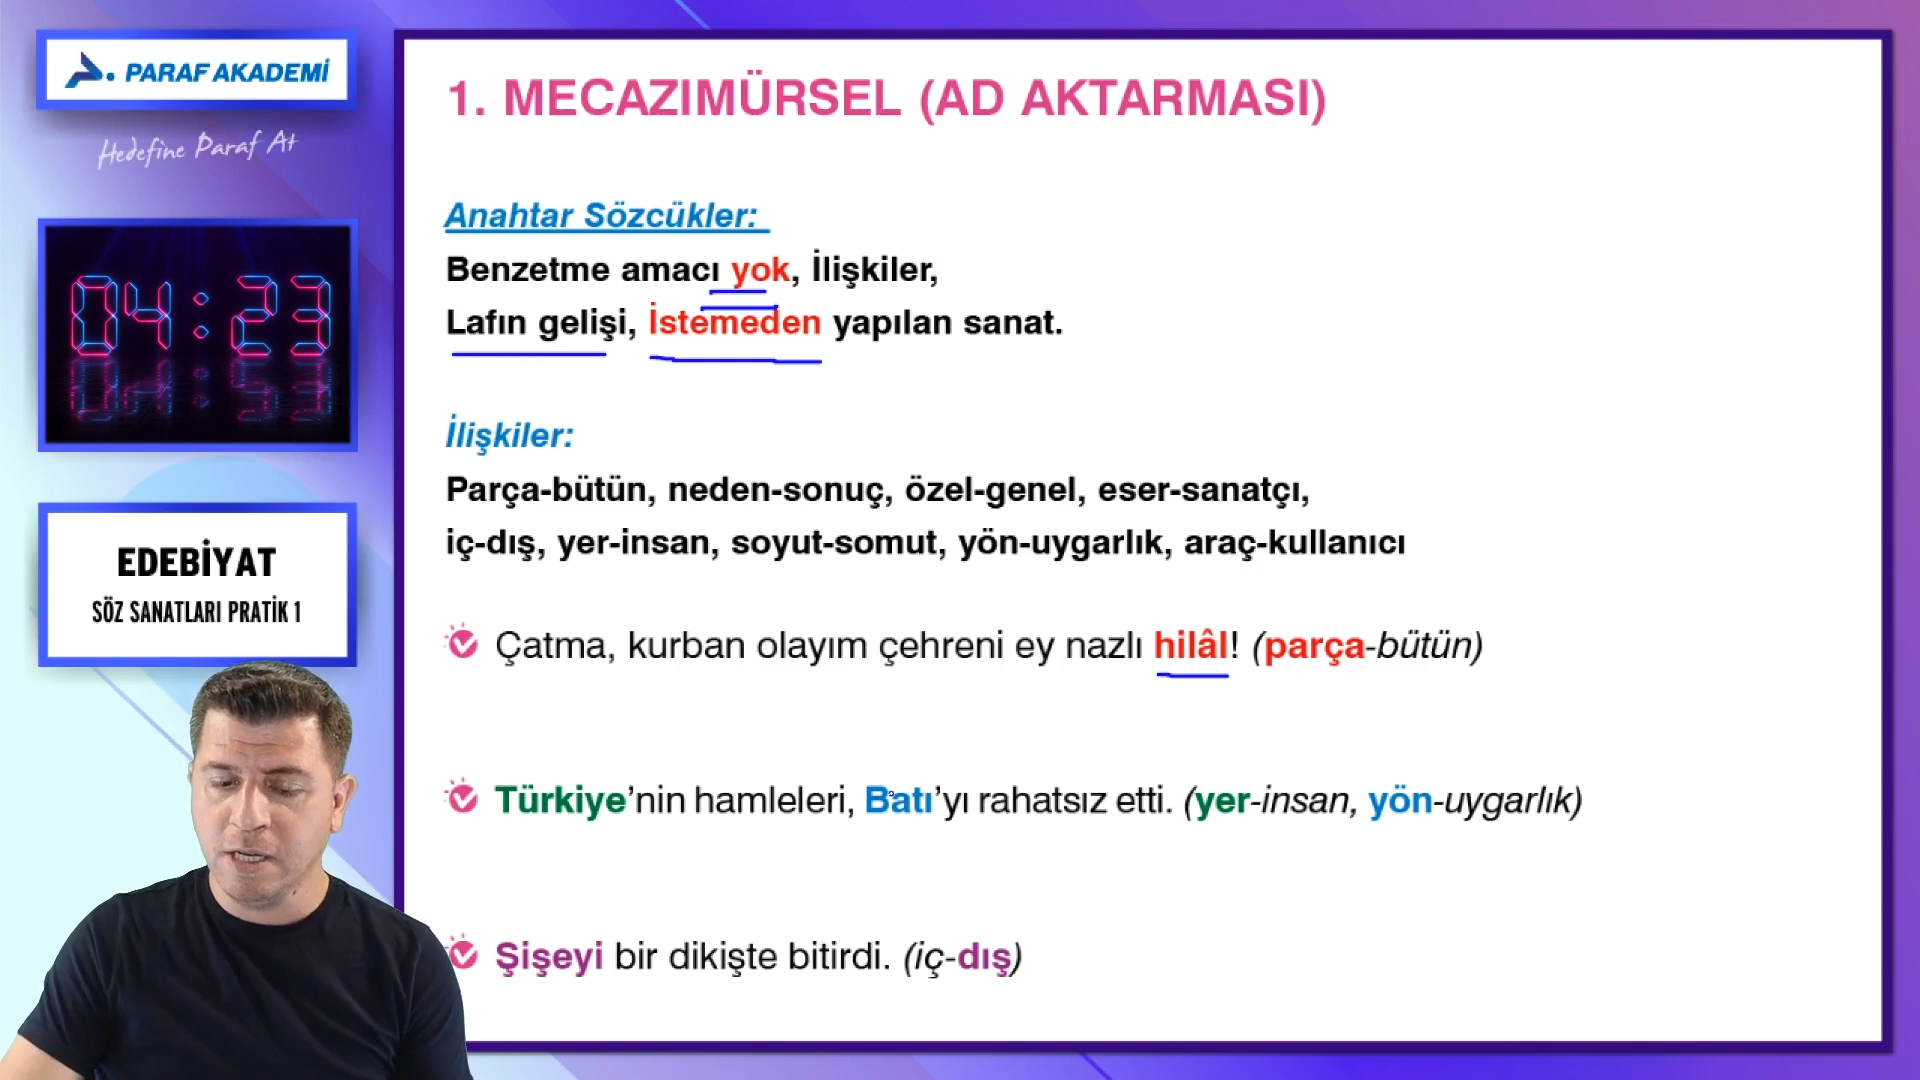 PARAF AKADEMİ
Hedefine Paraf At
04:23
EDEBİYAT
SÖZ SANATLARI PRATİK 1
1. MECAZIMÜRSEL (AD AKTARMASI)
Anahtar Sözcükler:
Benzetme amacı yok, İlişkiler,
Lafın gelişi, İstemeden yapılan sanat.
İlişkiler:
Parça-bütün, neden-sonuç, özel-genel, eser-sanatçı,
iç-dış, yer-insan, soyut-somut, yön-uygarlık, araç-kullanıcı
Çatma, kurban olayım çehreni ey nazlı hilâl! (parça-bütün)
Türkiye'nin hamleleri, Batı'yı rahatsız etti. (yer-insan, yön-uygarlık)
Şişeyi bir dikişte bitirdi. (iç-dış)